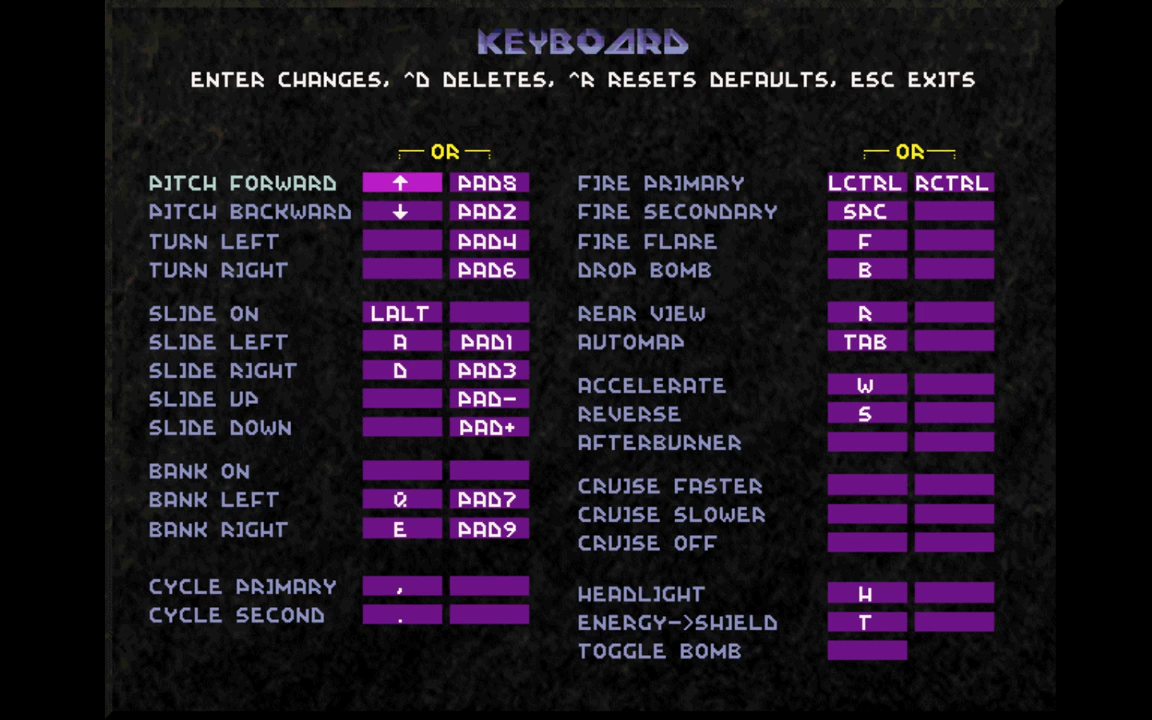 KEYBOARD
ENTER CHANGES, ^D DELETES, ^R RESETS DEFAULTS, ESC EXITS
OR
PITCH FORWARD ↑ PAD8
PITCH BACKWARD ↓ PAD2
TURN LEFT PAD4
TURN RIGHT PAD6
SLIDE ON LALT
SLIDE LEFT A PAD1
SLIDE RIGHT D PAD3
SLIDE UP PAD-
SLIDE DOWN PAD+
BANK ON
BANK LEFT Q PAD7
BANK RIGHT E PAD9
CYCLE PRIMARY ,
CYCLE SECOND .
OR
FIRE PRIMARY LCTRL RCTRL
FIRE SECONDARY SPC
FIRE FLARE F
DROP BOMB B
REAR VIEW R
AUTOMAP TAB
ACCELERATE W
REVERSE S
AFTERBURNER
CRUISE FASTER
CRUISE SLOWER
CRUISE OFF
HEADLIGHT H
ENERGY->SHIELD T
TOGGLE BOMB